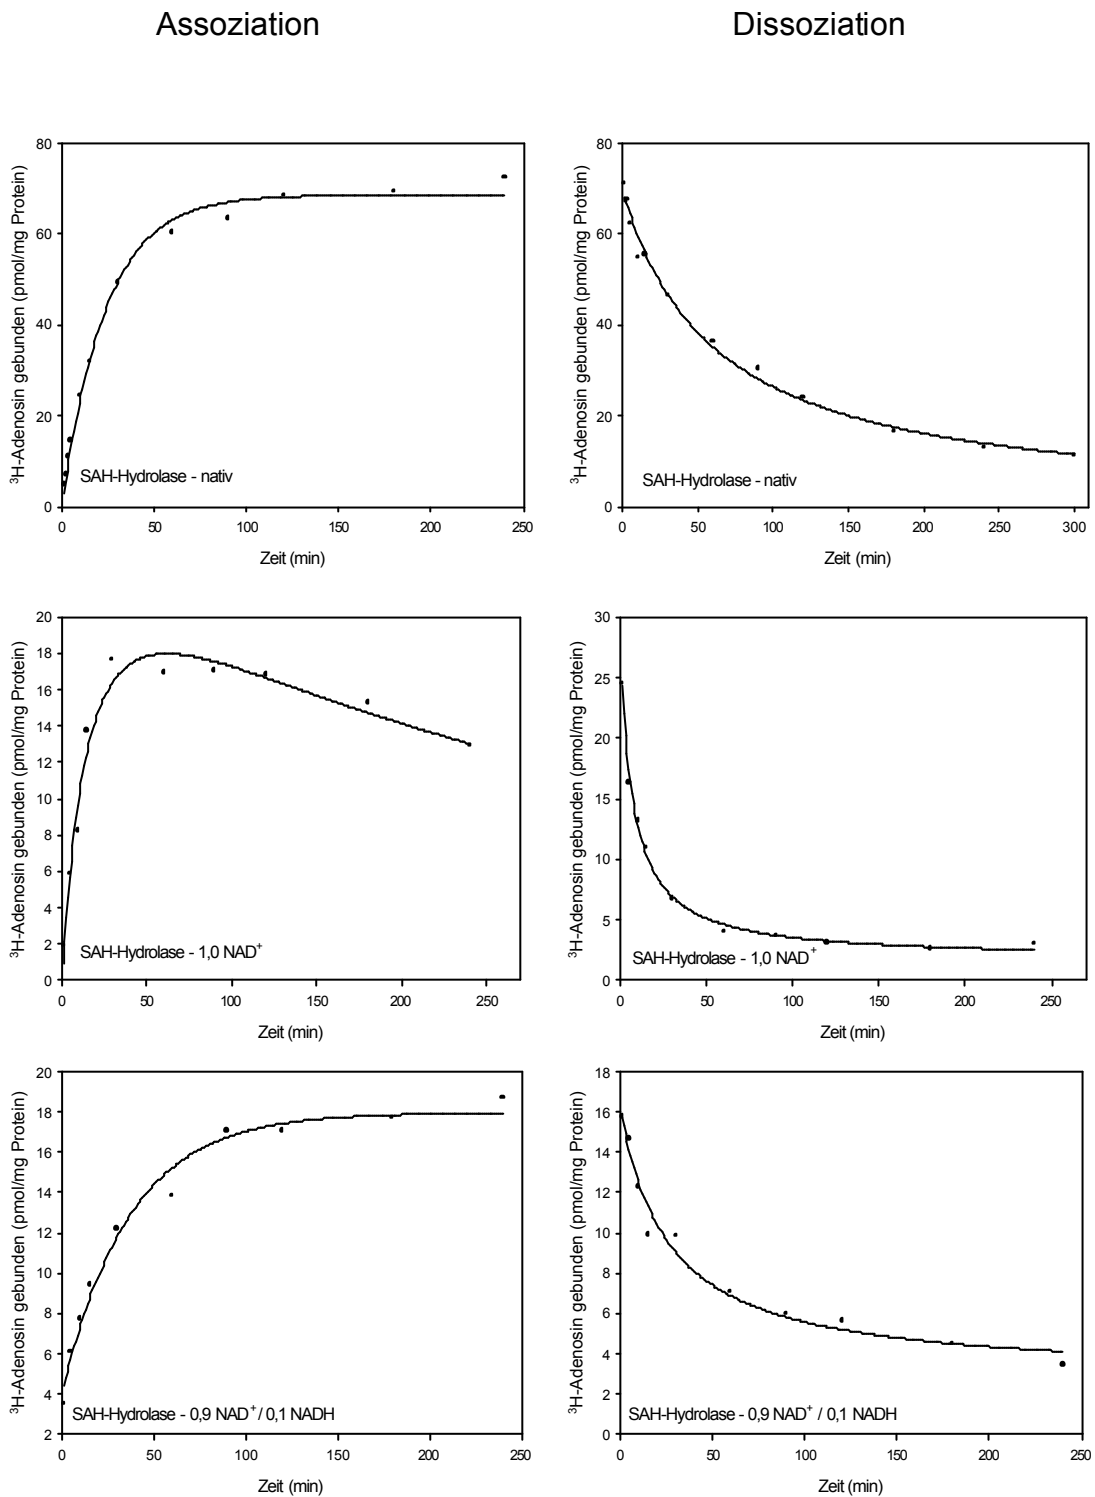 Assoziation
Dissoziation
80
60
40
20
0
³H-Adenosin gebunden (pmol/mg Protein)
SAH-Hydrolase - nativ
0 50 100 150 200 250
Zeit (min)
80
60
40
20
0
³H-Adenosin gebunden (pmol/mg Protein)
SAH-Hydrolase - nativ
0 50 100 150 200 250 300
Zeit (min)
20
18
16
14
12
10
8
6
4
2
0
³H-Adenosin gebunden (pmol/mg Protein)
SAH-Hydrolase - 1,0 NAD⁺
0 50 100 150 200 250
Zeit (min)
30
25
20
15
10
5
0
³H-Adenosin gebunden (pmol/mg Protein)
SAH-Hydrolase - 1,0 NAD⁺
0 50 100 150 200 250
Zeit (min)
20
18
16
14
12
10
8
6
4
2
³H-Adenosin gebunden (pmol/mg Protein)
SAH-Hydrolase - 0,9 NAD⁺ / 0,1 NADH
0 50 100 150 200 250
Zeit (min)
18
16
14
12
10
8
6
4
2
0
³H-Adenosin gebunden (pmol/mg Protein)
SAH-Hydrolase - 0,9 NAD⁺ / 0,1 NADH
0 50 100 150 200 250
Zeit (min)